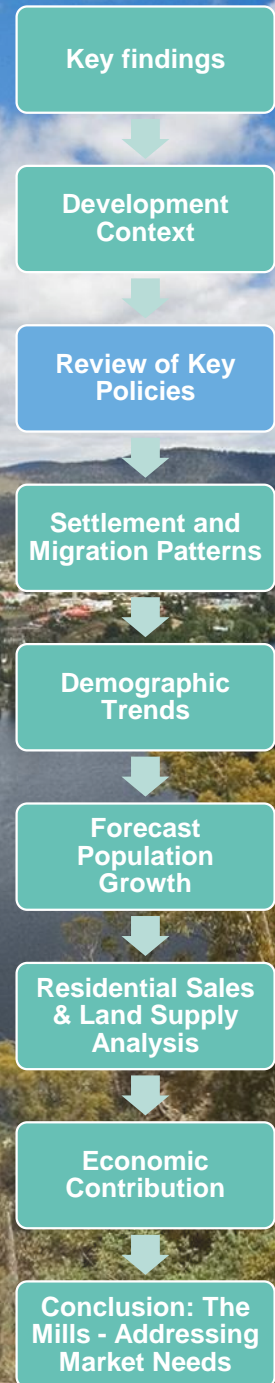 Key findings
Development
Context
Review of Key
Policies
Settlement and
Migration Patterns
Demographic
Trends
Forecast
Population
Growth
Residential Sales
& Land Supply
Analysis
Economic
Contribution
Conclusion: The
Mills - Addressing
Market Needs